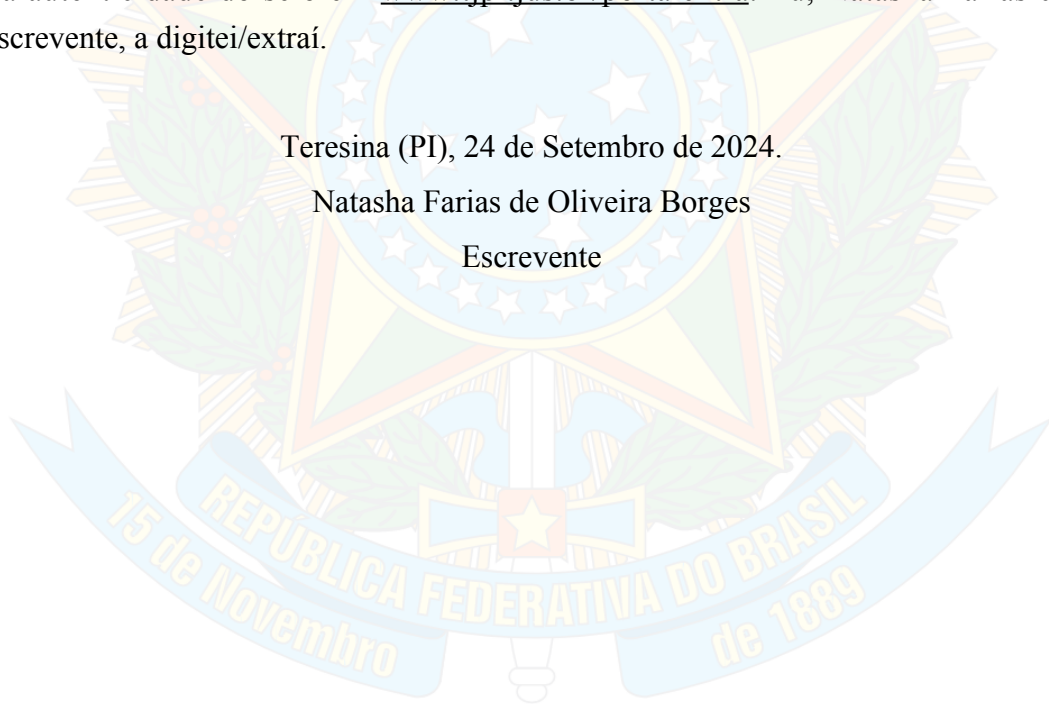 screvente, a digitei/extraí.
Teresina (PI), 24 de Setembro de 2024.
Natasha Farias de Oliveira Borges
Escrevente
15 de Novembro
REPÚBLICA FEDERATIVA DO BRASIL
de 1889